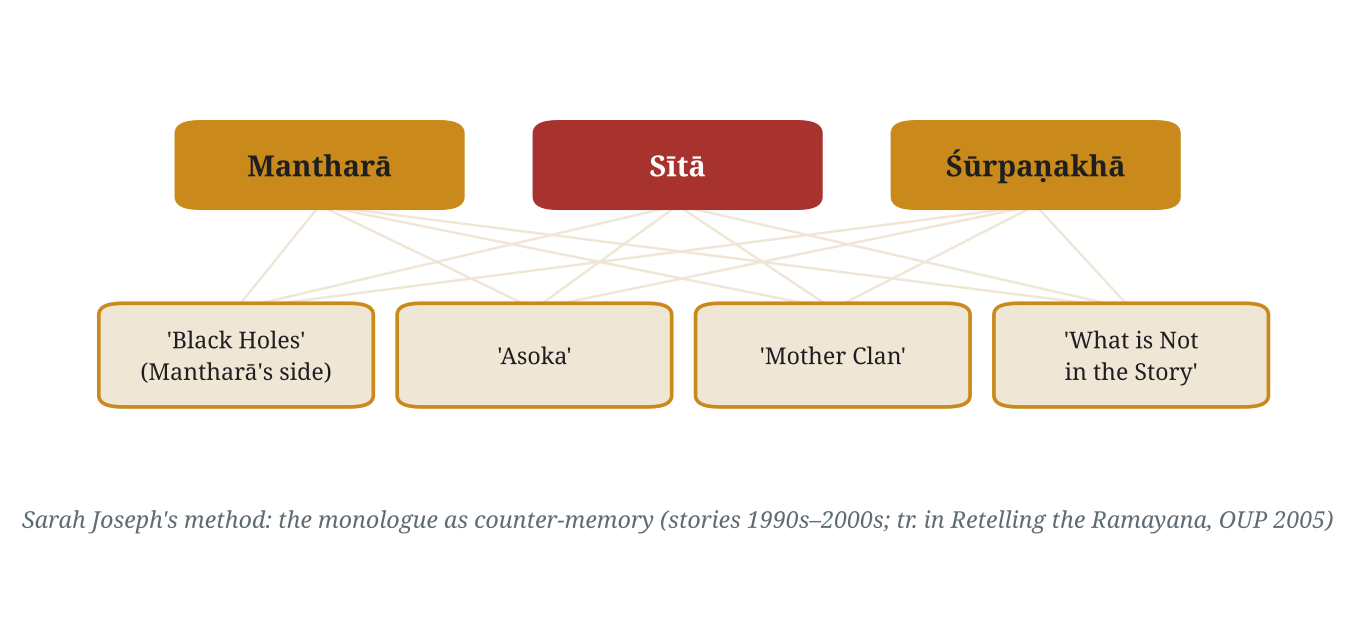 Mantharā
Sītā
Śūrpaṇakhā
'Black Holes'
(Mantharā's side)
'Asoka'
'Mother Clan'
'What is Not
in the Story'
Sarah Joseph's method: the monologue as counter-memory (stories 1990s–2000s; tr. in Retelling the Ramayana, OUP 2005)